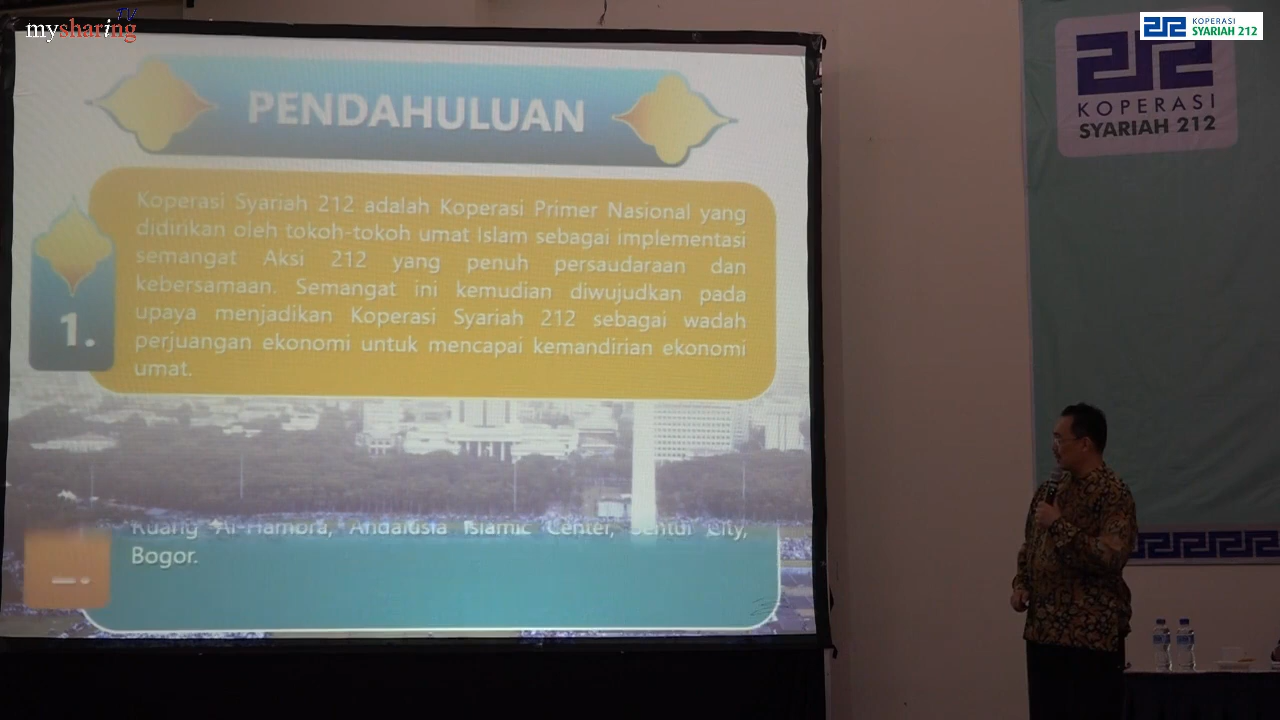 mysharing TV
212 KOPERASI
SYARIAH 212
212
KOPERASI
SYARIAH 212
PENDAHULUAN
1.
Koperasi Syariah 212 adalah Koperasi Primer Nasional yang
didirikan oleh tokoh-tokoh umat Islam sebagai implementasi
semangat Aksi 212 yang penuh persaudaraan dan
kebersamaan. Semangat ini kemudian diwujudkan pada
upaya menjadikan Koperasi Syariah 212 sebagai wadah
perjuangan ekonomi untuk mencapai kemandirian ekonomi
umat.
Ruang Al-Hambra, Andalusia Islamic Center, Sentul City,
Bogor.